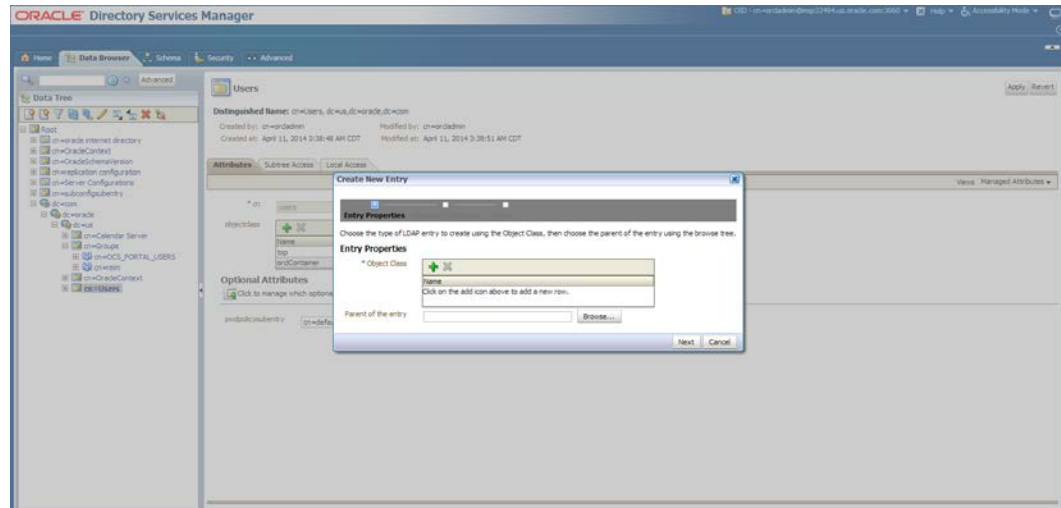 ORACLE Directory Services Manager
Help
Accessibility Mode
Home
Data Browser
Schema
Security
Advanced
Advanced
Data Tree
Root
cn=oracle internet directory
cn=OracleContext
cn=OracleSchemaVersion
cn=replication configuration
cn=Server Configurations
cn=subconfigsubentry
dc=com
dc=oracle
dc=us
cn=Calendar Server
cn=Groups
cn=OCS_PORTAL_USERS
cn=OracleContext
cn=Users
Users
Apply Revert
Distinguished Name: cn=Users, dc=us,dc=oracle,dc=com
Created by: cn=orcladmin Modified by: cn=orcladmin
Created at: April 11, 2014 3:38:48 AM CDT Modified at: April 11, 2014 3:38:51 AM CDT
Attributes Subtree Access Local Access
Views Managed Attributes
* cn users
objectclass
Name
top
orclContainer
Optional Attributes
Click to manage which optiona
pwdpolicysubentry cn=defau
Create New Entry
Entry Properties
Choose the type of LDAP entry to create using the Object Class, then choose the parent of the entry using the browse tree.
Entry Properties
* Object Class
Name
Click on the add icon above to add a new row.
Parent of the entry Browse...
Next Cancel